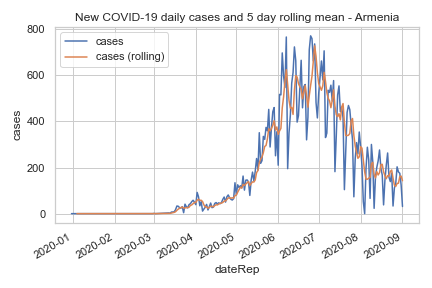 New COVID-19 daily cases and 5 day rolling mean - Armenia
cases
cases (rolling)
800
600
400
200
0
cases
2020-01
2020-02
2020-03
2020-04
2020-05
2020-06
2020-07
2020-08
2020-09
dateRep